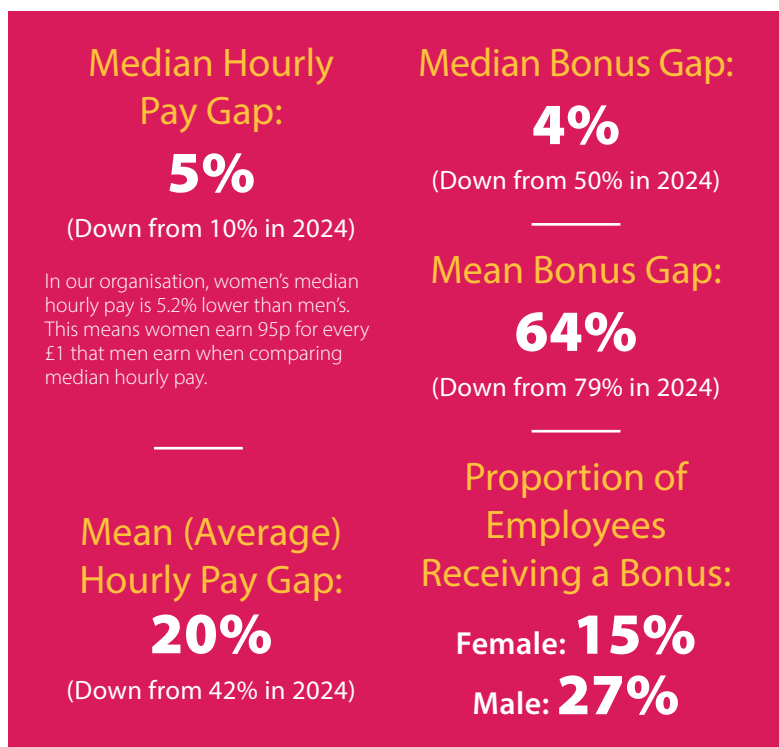 Median Hourly
Pay Gap:
5%
(Down from 10% in 2024)
In our organisation, women’s median
hourly pay is 5.2% lower than men’s.
This means women earn 95p for every
£1 that men earn when comparing
median hourly pay.
Mean (Average)
Hourly Pay Gap:
20%
(Down from 42% in 2024)
Median Bonus Gap:
4%
(Down from 50% in 2024)
Mean Bonus Gap:
64%
(Down from 79% in 2024)
Proportion of
Employees
Receiving a Bonus:
Female: 15%
Male: 27%